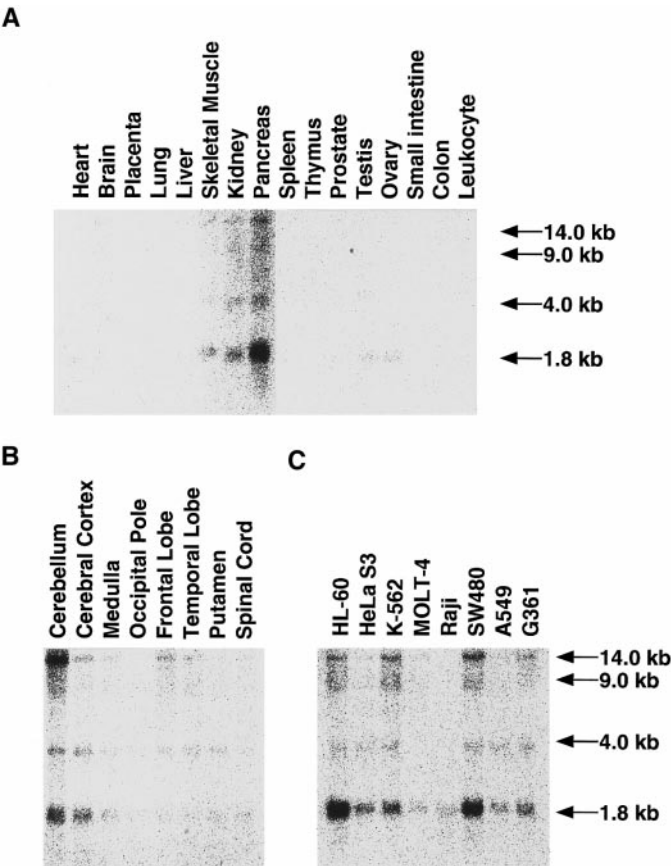 A
Heart
Brain
Placenta
Lung
Liver
Skeletal Muscle
Kidney
Pancreas
Spleen
Thymus
Prostate
Testis
Ovary
Small intestine
Colon
Leukocyte
14.0 kb
9.0 kb
4.0 kb
1.8 kb
B
Cerebellum
Cerebral Cortex
Medulla
Occipital Pole
Frontal Lobe
Temporal Lobe
Putamen
Spinal Cord
C
HL-60
HeLa S3
K-562
MOLT-4
Raji
SW480
A549
G361
14.0 kb
9.0 kb
4.0 kb
1.8 kb